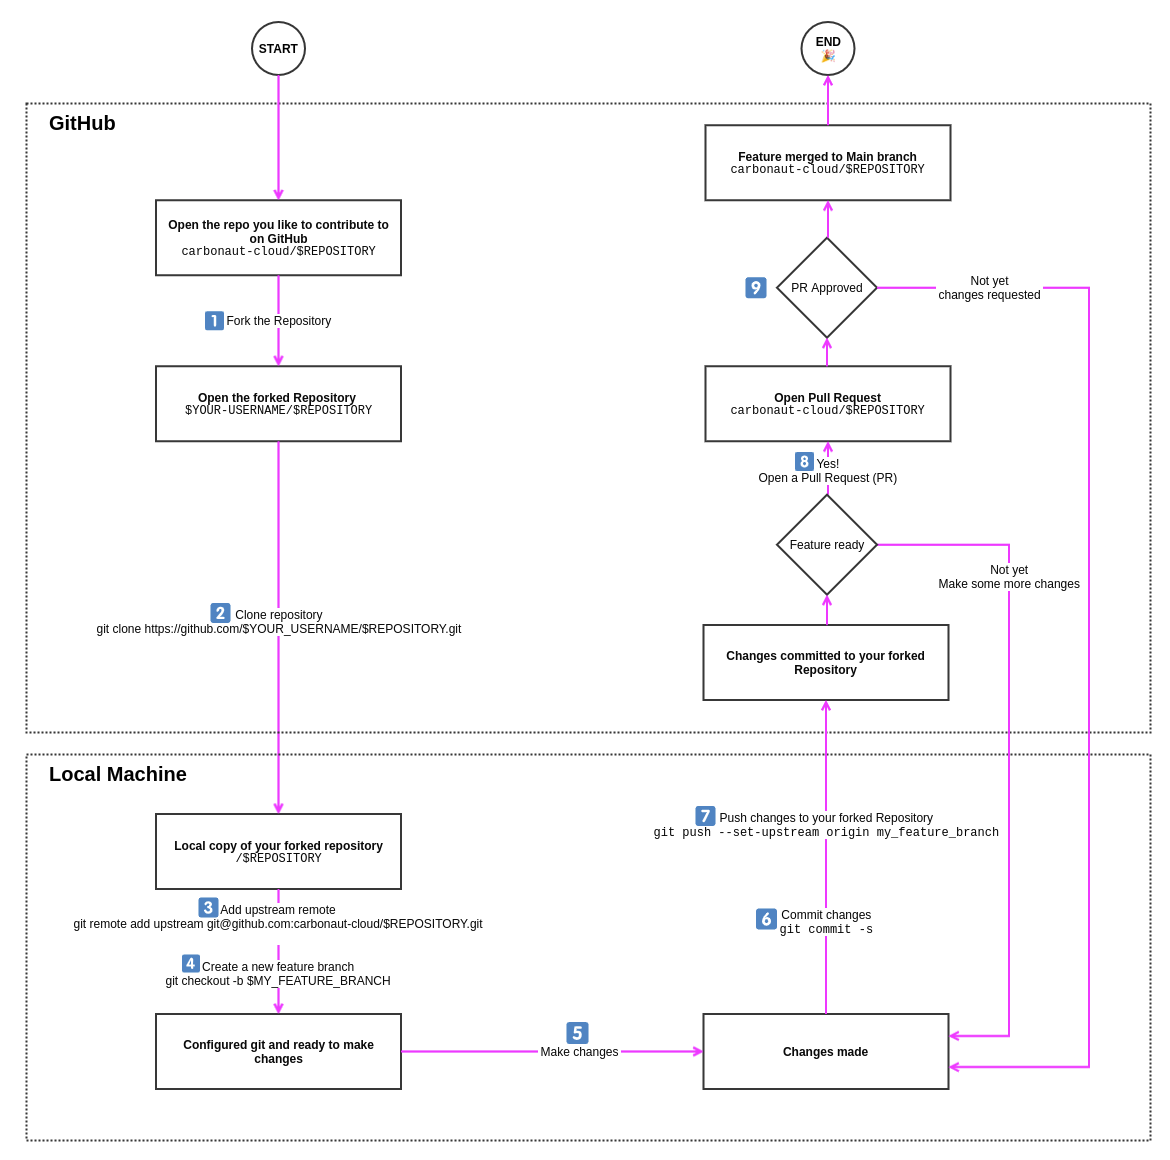 START
GitHub
Open the repo you like to contribute to
on GitHub
carbonaut-cloud/$REPOSITORY
1 Fork the Repository
Open the forked Repository
$YOUR-USERNAME/$REPOSITORY
2 Clone repository
git clone https://github.com/$YOUR_USERNAME/$REPOSITORY.git
Local Machine
Local copy of your forked repository
/$REPOSITORY
3 Add upstream remote
git remote add upstream git@github.com:carbonaut-cloud/$REPOSITORY.git
4 Create a new feature branch
git checkout -b $MY_FEATURE_BRANCH
Configured git and ready to make
changes
5
Make changes
Changes made
6 Commit changes
git commit -s
7 Push changes to your forked Repository
git push --set-upstream origin my_feature_branch
Changes committed to your forked
Repository
Feature ready
Not yet
Make some more changes
8 Yes!
Open a Pull Request (PR)
Open Pull Request
carbonaut-cloud/$REPOSITORY
9
PR Approved
Not yet
changes requested
Feature merged to Main branch
carbonaut-cloud/$REPOSITORY
END
🎉